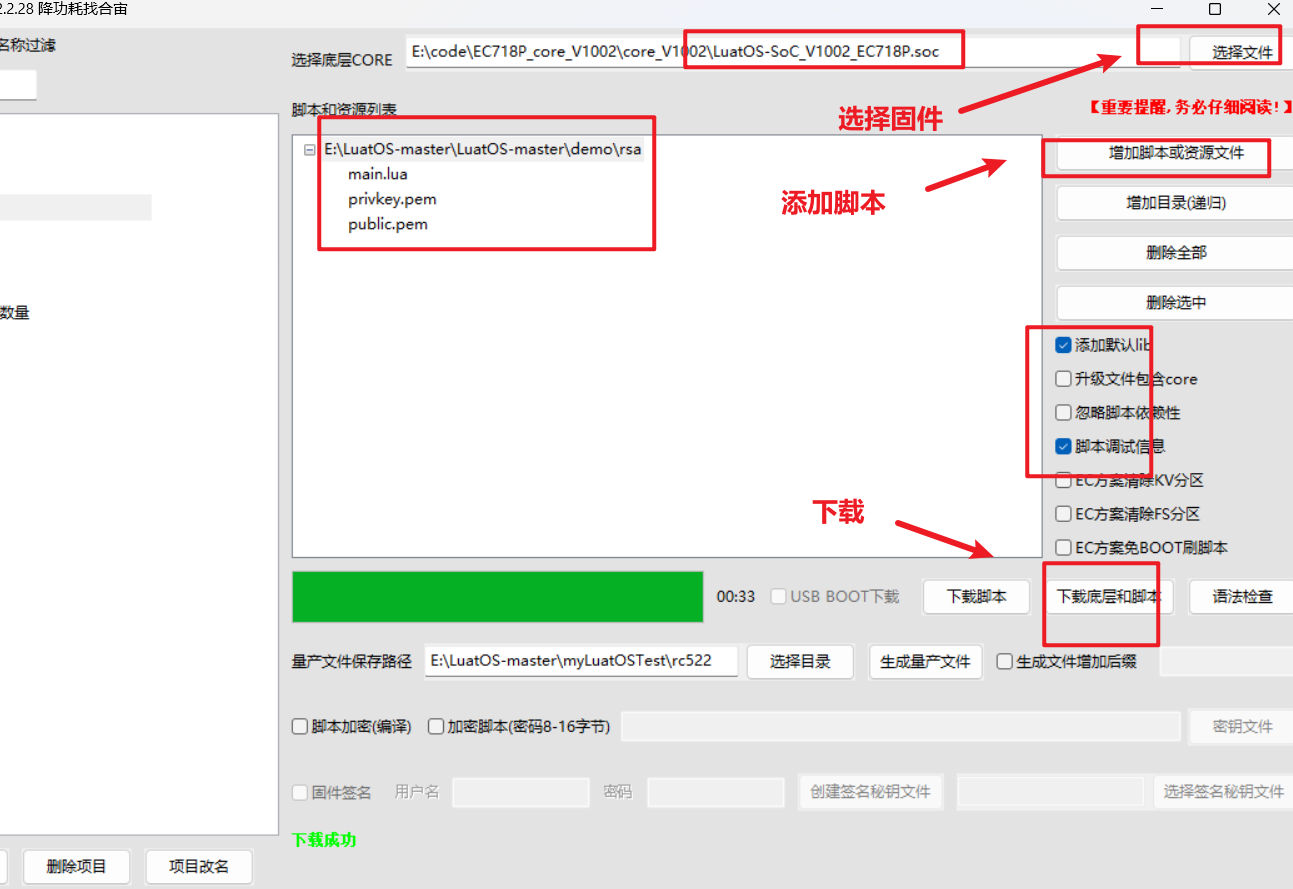 2.2.28 降功耗找合宙
名称过滤
选择底层CORE
E:\code\EC718P_core_V1002\core_V1002\LuatOS-SoC_V1002_EC718P.soc
选择文件
脚本和资源列表
选择固件
【重要提醒,务必仔细阅读!】
E:\LuatOS-master\LuatOS-master\demo\rsa
main.lua
privkey.pem
public.pem
添加脚本
增加脚本或资源文件
增加目录(递归)
删除全部
删除选中
数量
添加默认lib
升级文件包含core
忽略脚本依赖性
脚本调试信息
EC方案清除KV分区
EC方案清除FS分区
EC方案免BOOT刷脚本
下载
00:33
USB BOOT下载
下载脚本
下载底层和脚本
语法检查
量产文件保存路径
E:\LuatOS-master\myLuatOSTest\rc522
选择目录
生成量产文件
生成文件增加后缀
脚本加密(编译)
加密脚本(密码8-16字节)
密钥文件
固件签名
用户名
密码
创建签名秘钥文件
选择签名秘钥文件
下载成功
删除项目
项目改名